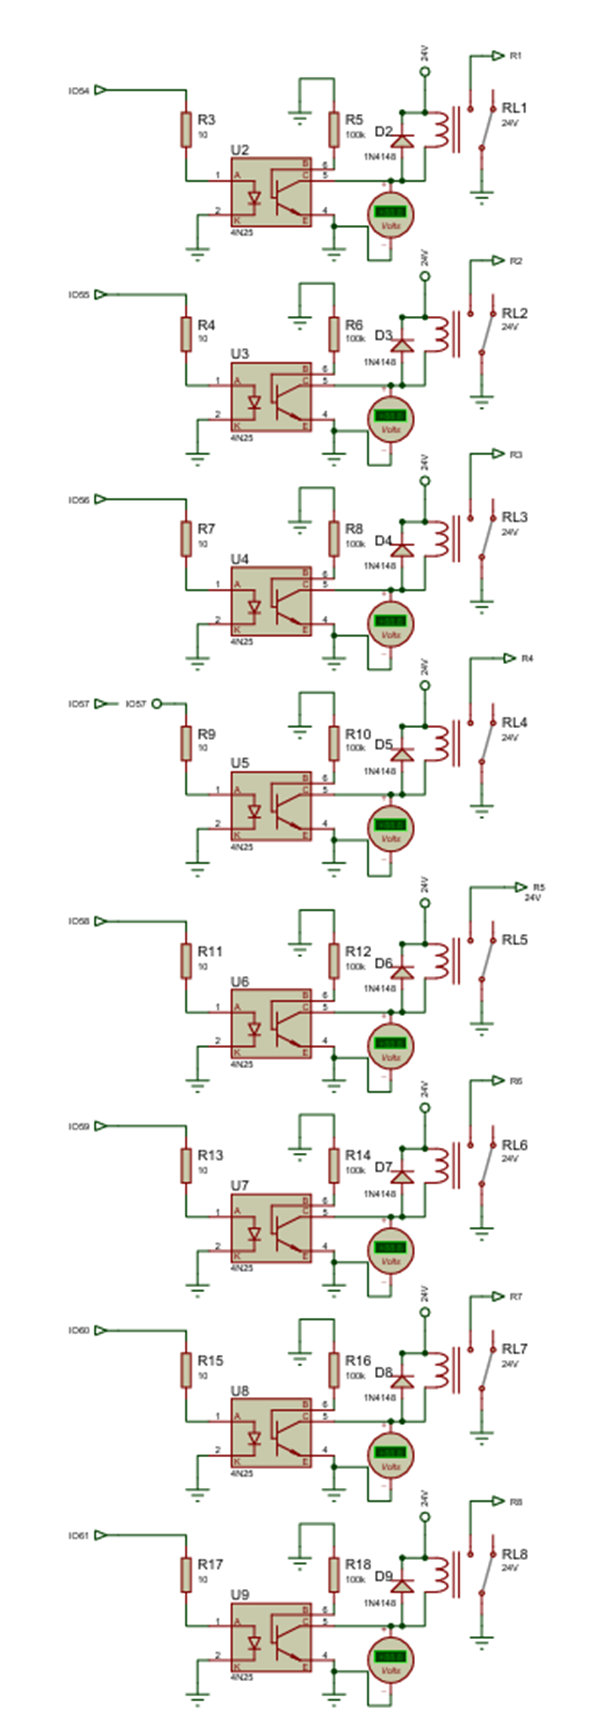 24V
R1
IO54
R3
10
R5
100k
D2
1N4148
RL1
24V
U2
1
A
B
6
C
5
2
K
E
4
4N25
Volts
24V
R2
IO55
R4
10
R6
100k
D3
1N4148
RL2
24V
U3
1
A
B
6
C
5
2
K
E
4
4N25
Volts
24V
R3
IO56
R7
10
R8
100k
D4
1N4148
RL3
24V
U4
1
A
B
6
C
5
2
K
E
4
4N25
Volts
24V
R4
IO57 IO57
R9
10
R10
100k
D5
1N4148
RL4
24V
U5
1
A
B
6
C
5
2
K
E
4
4N25
Volts
24V
R5
24V
IO58
R11
10
R12
100k
D6
1N4148
RL5
U6
1
A
B
6
C
5
2
K
E
4
4N25
Volts
24V
R6
IO59
R13
10
R14
100k
D7
1N4148
RL6
24V
U7
1
A
B
6
C
5
2
K
E
4
4N25
Volts
24V
R7
IO60
R15
10
R16
100k
D8
1N4148
RL7
24V
U8
1
A
B
6
C
5
2
K
E
4
4N25
Volts
24V
R8
IO61
R17
10
R18
100k
D9
1N4148
RL8
24V
U9
1
A
B
6
C
5
2
K
E
4
4N25
Volts